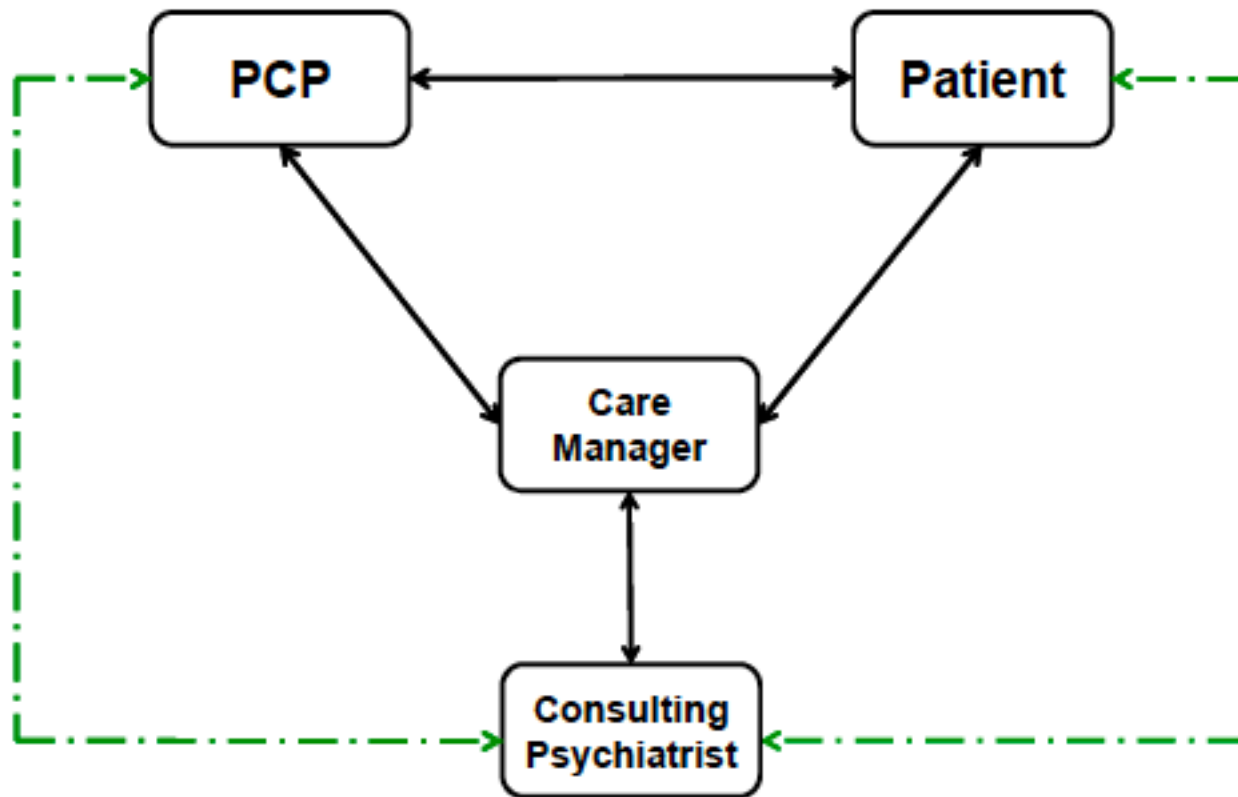 PCP
Patient
Care
Manager
Consulting
Psychiatrist